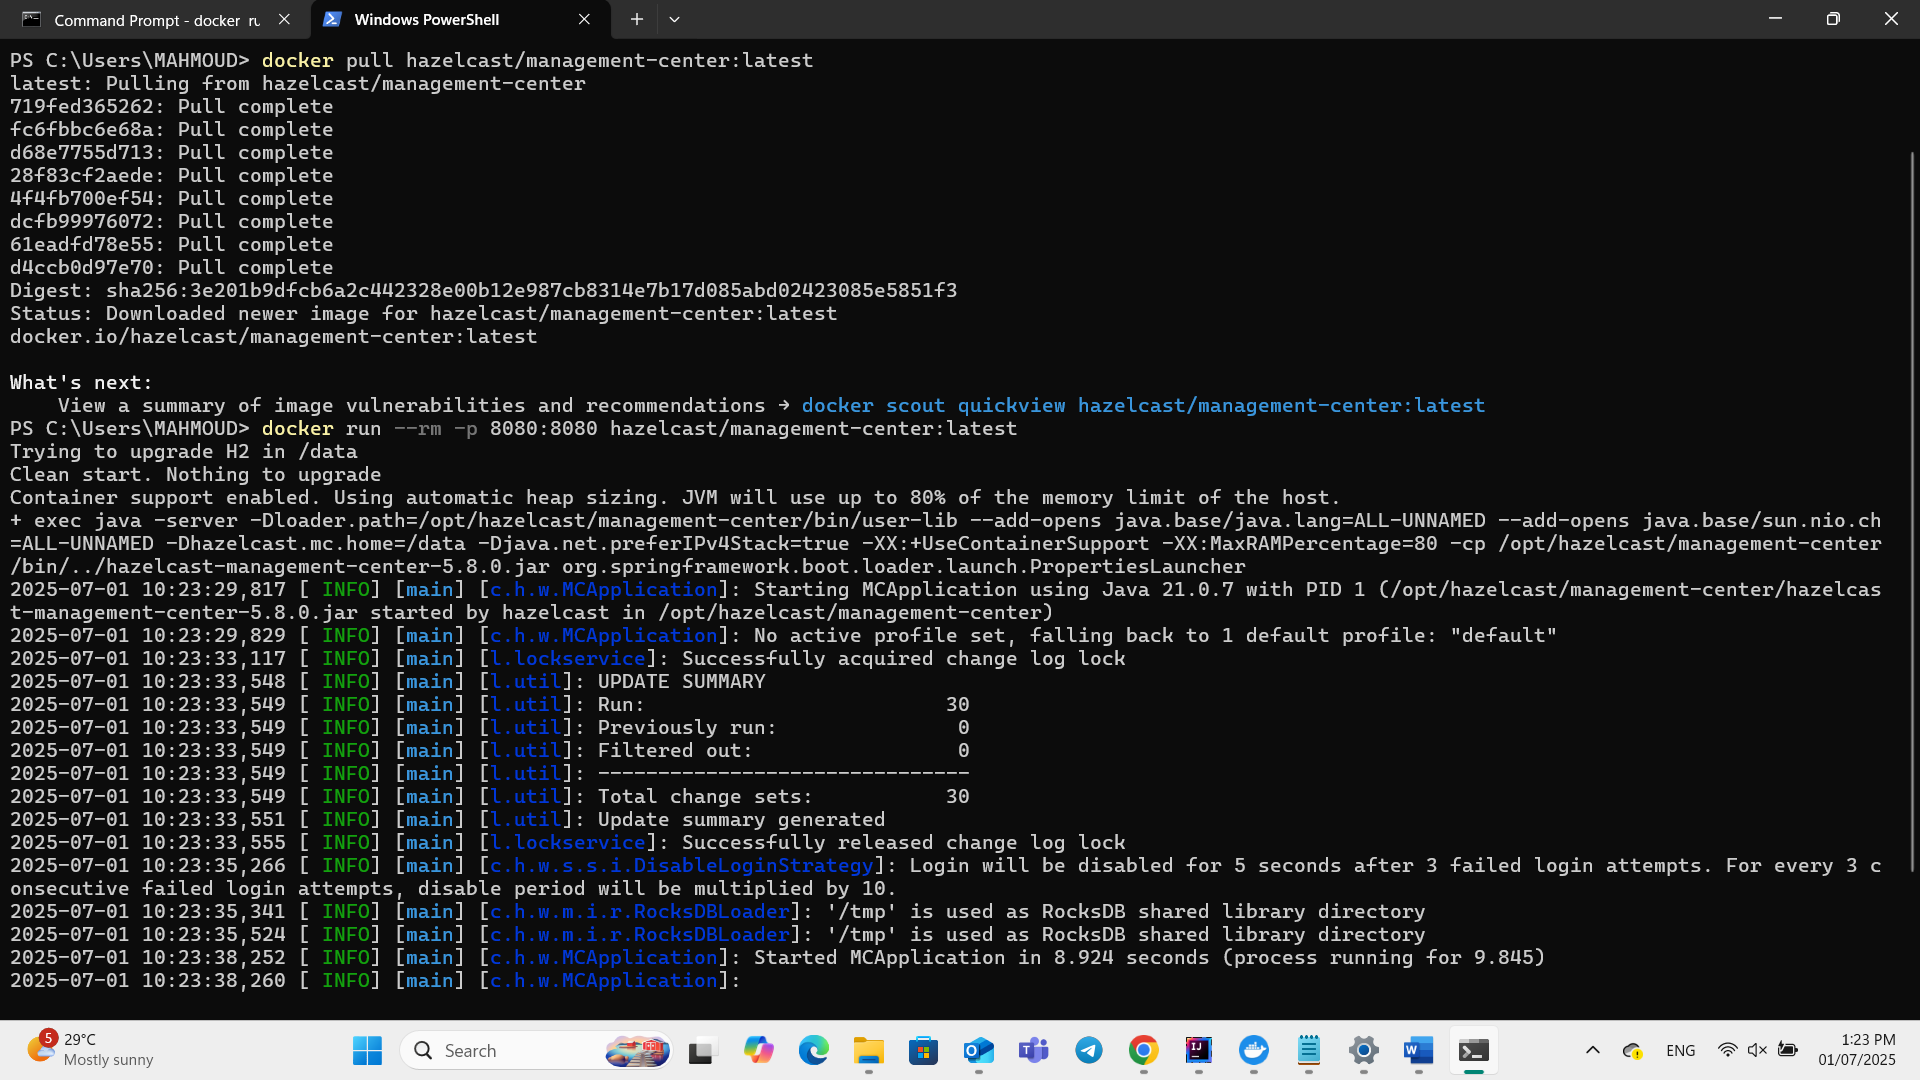 Command Prompt - docker ru
Windows PowerShell
PS C:\Users\MAHMOUD> docker pull hazelcast/management-center:latest
latest: Pulling from hazelcast/management-center
719fed365262: Pull complete
fc6fbbc6e68a: Pull complete
d68e7755d713: Pull complete
28f83cf2aede: Pull complete
4f4fb700ef54: Pull complete
dcfb99976072: Pull complete
61eadfd78e55: Pull complete
d4ccb0d97e70: Pull complete
Digest: sha256:3e201b9dfcb6a2c442328e00b12e987cb8314e7b17d085abd02423085e5851f3
Status: Downloaded newer image for hazelcast/management-center:latest
docker.io/hazelcast/management-center:latest
What's next:
    View a summary of image vulnerabilities and recommendations → docker scout quickview hazelcast/management-center:latest
PS C:\Users\MAHMOUD> docker run --rm -p 8080:8080 hazelcast/management-center:latest
Trying to upgrade H2 in /data
Clean start. Nothing to upgrade
Container support enabled. Using automatic heap sizing. JVM will use up to 80% of the memory limit of the host.
+ exec java -server -Dloader.path=/opt/hazelcast/management-center/bin/user-lib --add-opens java.base/java.lang=ALL-UNNAMED --add-opens java.base/sun.nio.ch
=ALL-UNNAMED -Dhazelcast.mc.home=/data -Djava.net.preferIPv4Stack=true -XX:+UseContainerSupport -XX:MaxRAMPercentage=80 -cp /opt/hazelcast/management-center
/bin/../hazelcast-management-center-5.8.0.jar org.springframework.boot.loader.launch.PropertiesLauncher
2025-07-01 10:23:29,817 [ INFO] [main] [c.h.w.MCApplication]: Starting MCApplication using Java 21.0.7 with PID 1 (/opt/hazelcast/management-center/hazelcas
t-management-center-5.8.0.jar started by hazelcast in /opt/hazelcast/management-center)
2025-07-01 10:23:29,829 [ INFO] [main] [c.h.w.MCApplication]: No active profile set, falling back to 1 default profile: "default"
2025-07-01 10:23:33,117 [ INFO] [main] [l.lockservice]: Successfully acquired change log lock
2025-07-01 10:23:33,548 [ INFO] [main] [l.util]: UPDATE SUMMARY
2025-07-01 10:23:33,549 [ INFO] [main] [l.util]: Run:                         30
2025-07-01 10:23:33,549 [ INFO] [main] [l.util]: Previously run:               0
2025-07-01 10:23:33,549 [ INFO] [main] [l.util]: Filtered out:                 0
2025-07-01 10:23:33,549 [ INFO] [main] [l.util]: -------------------------------
2025-07-01 10:23:33,549 [ INFO] [main] [l.util]: Total change sets:           30
2025-07-01 10:23:33,551 [ INFO] [main] [l.util]: Update summary generated
2025-07-01 10:23:33,555 [ INFO] [main] [l.lockservice]: Successfully released change log lock
2025-07-01 10:23:35,266 [ INFO] [main] [c.h.w.s.s.i.DisableLoginStrategy]: Login will be disabled for 5 seconds after 3 failed login attempts. For every 3 c
onsecutive failed login attempts, disable period will be multiplied by 10.
2025-07-01 10:23:35,341 [ INFO] [main] [c.h.w.m.i.r.RocksDBLoader]: '/tmp' is used as RocksDB shared library directory
2025-07-01 10:23:35,524 [ INFO] [main] [c.h.w.m.i.r.RocksDBLoader]: '/tmp' is used as RocksDB shared library directory
2025-07-01 10:23:38,252 [ INFO] [main] [c.h.w.MCApplication]: Started MCApplication in 8.924 seconds (process running for 9.845)
2025-07-01 10:23:38,260 [ INFO] [main] [c.h.w.MCApplication]:
5
29°C
Mostly sunny
Search
ENG
1:23 PM
01/07/2025